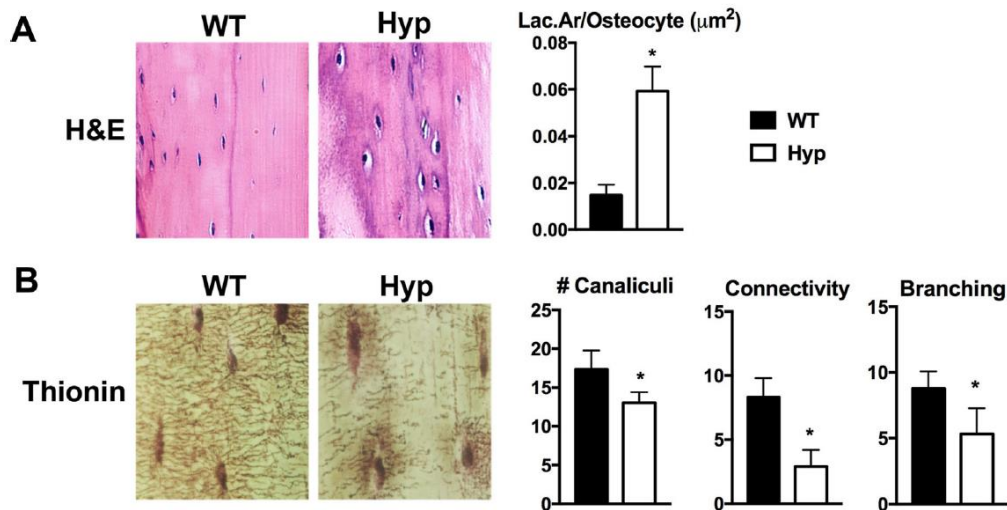 A
WT
Hyp
H&E
Lac.Ar/Osteocyte (μm²)
0.08
0.06
0.04
0.02
0.00
*
WT
Hyp
B
WT
Hyp
Thionin
# Canaliculi
25
20
15
10
5
0
*
Connectivity
15
10
5
0
*
Branching
15
10
5
0
*